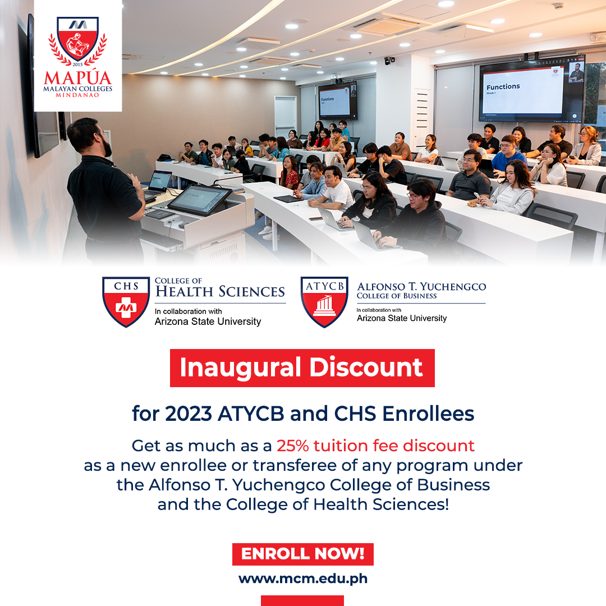 2015
MAPÚA
MALAYAN COLLEGES
MINDANAO
Functions
CHS
COLLEGE OF
HEALTH SCIENCES
In collaboration with
Arizona State University
ATYCB
ALFONSO T. YUCHENGCO
COLLEGE OF BUSINESS
In collaboration with
Arizona State University
Inaugural Discount
for 2023 ATYCB and CHS Enrollees
Get as much as a 25% tuition fee discount
as a new enrollee or transferee of any program under
the Alfonso T. Yuchengco College of Business
and the College of Health Sciences!
ENROLL NOW!
www.mcm.edu.ph